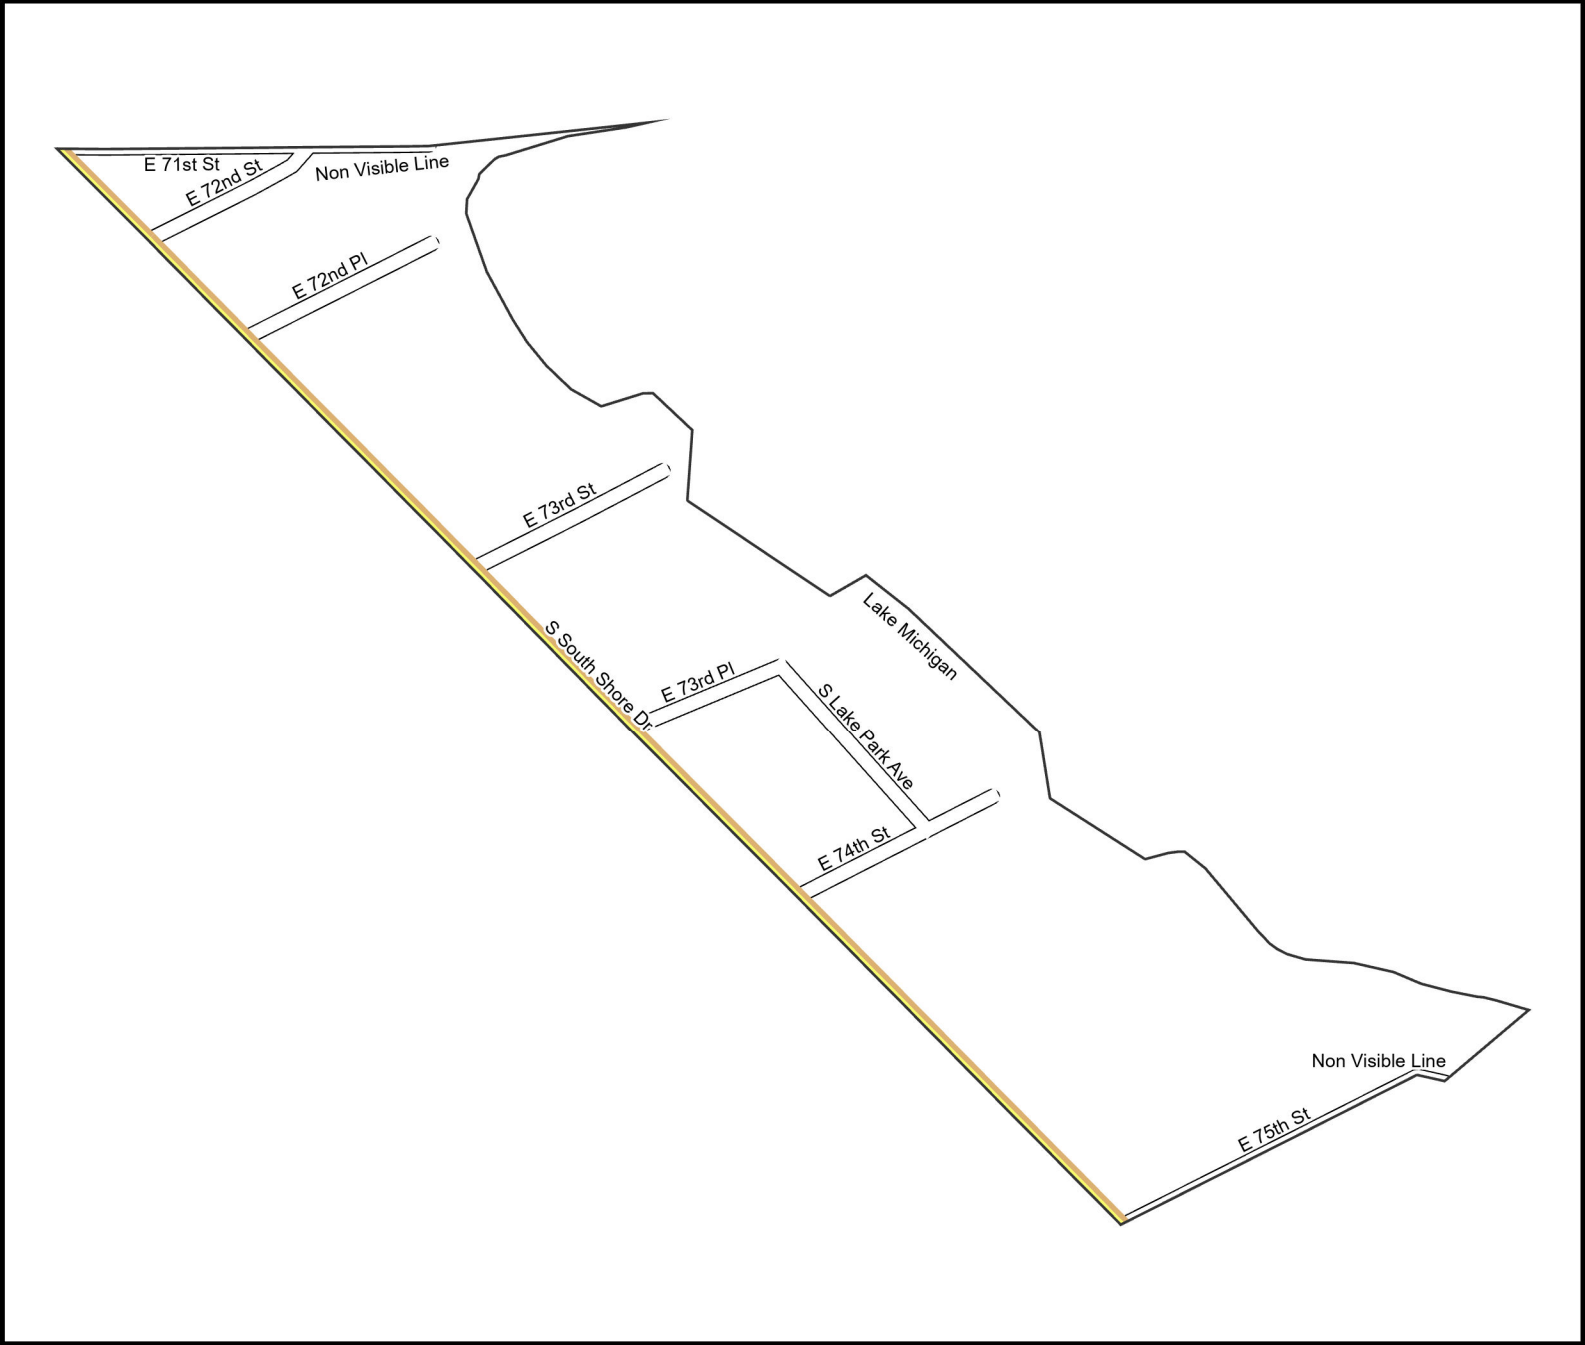 E 71st St
E 72nd St
Non Visible Line
E 72nd Pl
E 73rd St
Lake Michigan
S South Shore Dr
E 73rd Pl
S Lake Park Ave
E 74th St
Non Visible Line
E 75th St